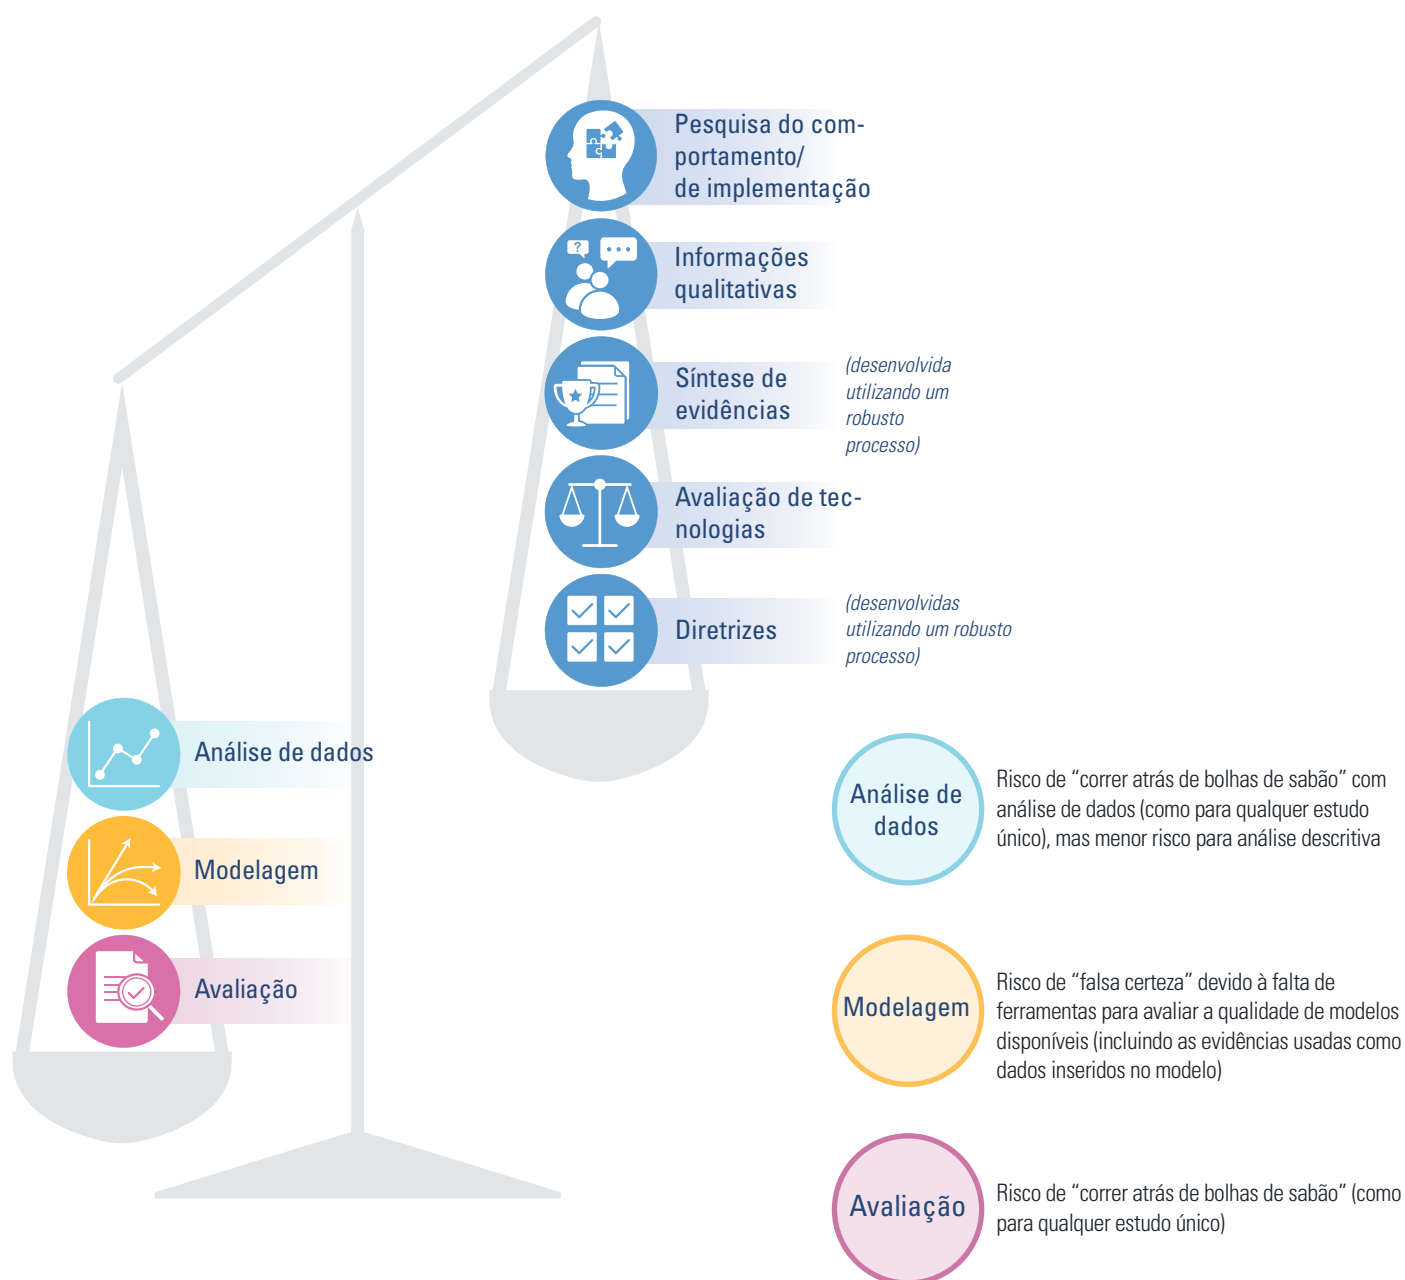 Pesquisa do com-
portamento/
de implementação
Informações
qualitativas
Síntese de
evidências
(desenvolvida
utilizando um
robusto
processo)
Avaliação de tec-
nologias
Diretrizes
(desenvolvidas
utilizando um robusto
processo)
Análise de dados
Modelagem
Avaliação
Análise de
dados
Risco de “correr atrás de bolhas de sabão” com
análise de dados (como para qualquer estudo
único), mas menor risco para análise descritiva
Modelagem
Risco de “falsa certeza” devido à falta de
ferramentas para avaliar a qualidade de modelos
disponíveis (incluindo as evidências usadas como
dados inseridos no modelo)
Avaliação
Risco de “correr atrás de bolhas de sabão” (como
para qualquer estudo único)